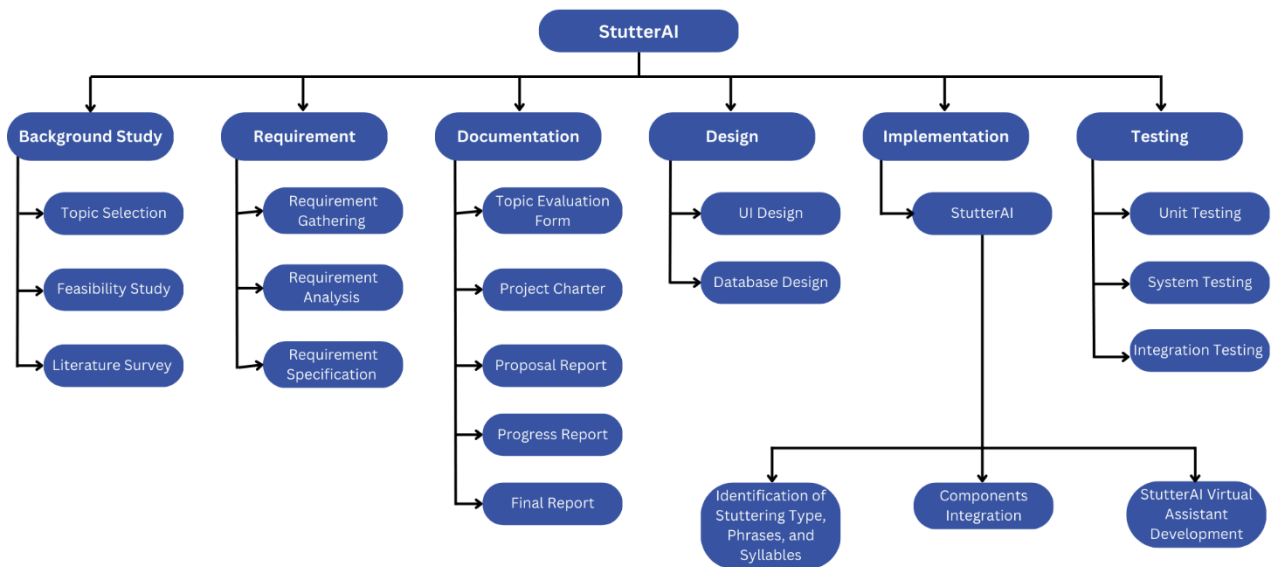 StutterAI
Background Study
Requirement
Documentation
Design
Implementation
Testing
Topic Selection
Feasibility Study
Literature Survey
Requirement
Gathering
Requirement
Analysis
Requirement
Specification
Topic Evaluation
Form
Project Charter
Proposal Report
Progress Report
Final Report
UI Design
Database Design
StutterAI
Unit Testing
System Testing
Integration Testing
Identification of
Stuttering Type,
Phrases, and
Syllables
Components
Integration
StutterAI Virtual
Assistant
Development